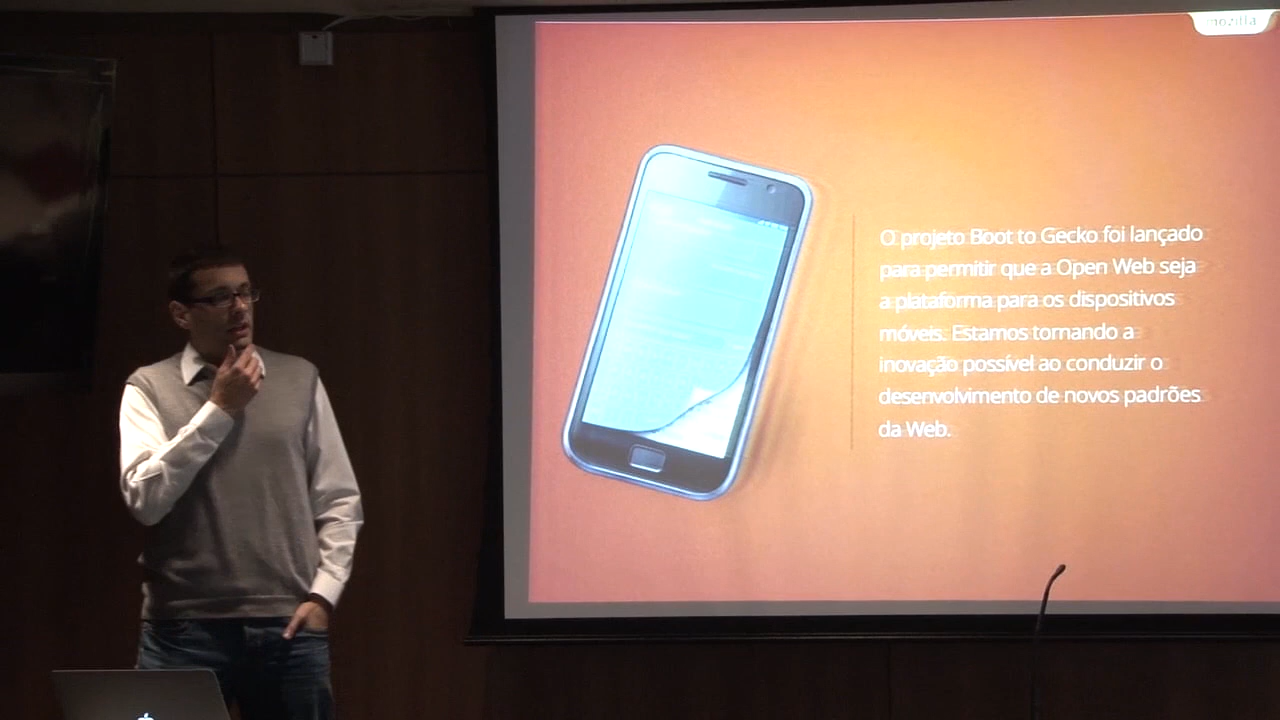 mozilla
O projeto Boot to Gecko foi lançado
para permitir que a Open Web seja
a plataforma para os dispositivos
móveis. Estamos tornando a
inovação possível ao conduzir o
desenvolvimento de novos padrões
da Web.